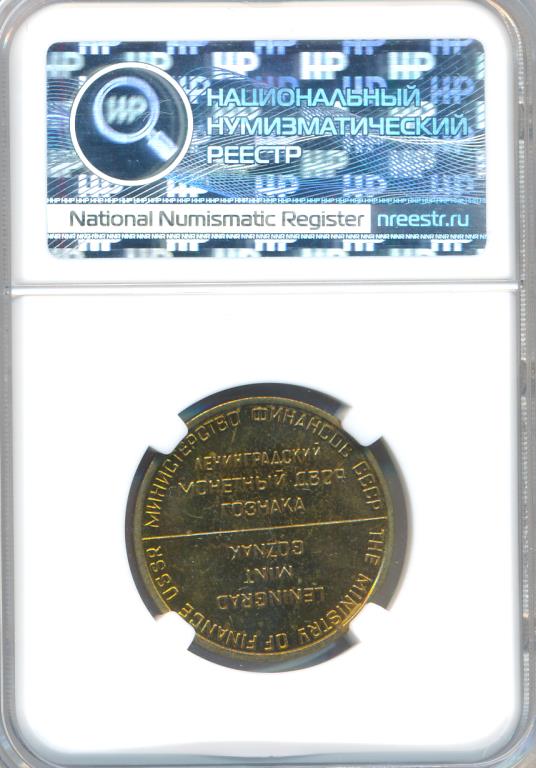 ННР
НАЦИОНАЛЬНЫЙ
НУМИЗМАТИЧЕСКИЙ
РЕЕСТР
National Numismatic Register nreestr.ru
МИНИСТЕРСТВО ФИНАНСОВ СССР
ЛЕНИНГРАДСКИЙ
МОНЕТНЫЙ ДВОР
ГОЗНАКА
LENINGRAD
MINT
GOZNAK
THE MINISTRY OF FINANCE USSR